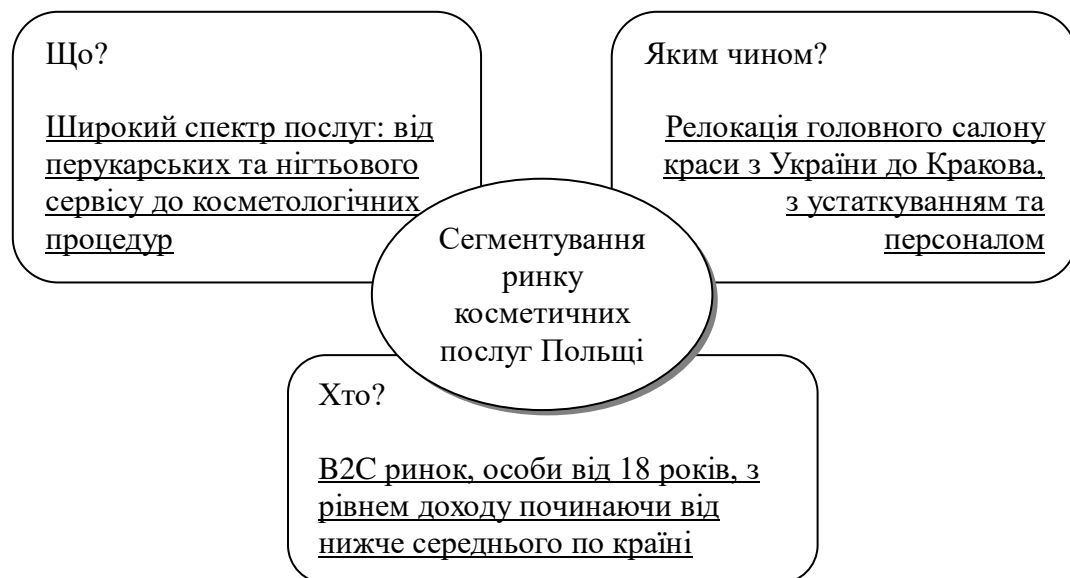 Що?
Широкий спектр послуг: від
перукарських та нігтьового
сервісу до косметологічних
процедур
Яким чином?
Релокація головного салону
краси з України до Кракова,
з устаткуванням та
персоналом
Сегментування
ринку
косметичних
послуг Польщі
Хто?
B2C ринок, особи від 18 років, з
рівнем доходу починаючи від
нижче середнього по країні